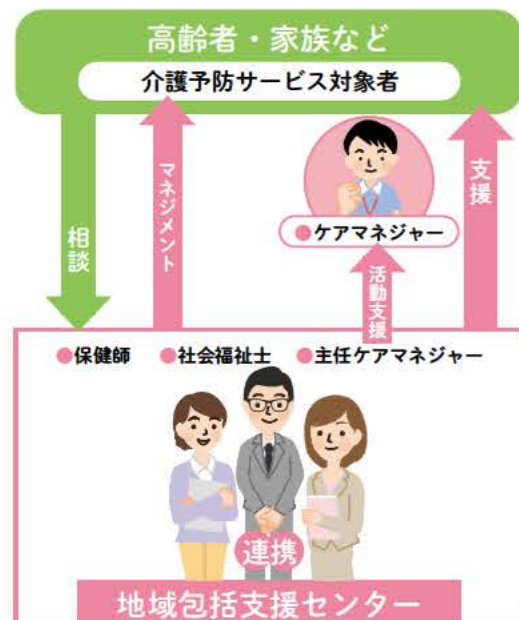 高齢者・家族など
介護予防サービス対象者
相談
マネジメント
●ケアマネジャー
活動支援
支援
●保健師 ●社会福祉士 ●主任ケアマネジャー
連携
地域包括支援センター